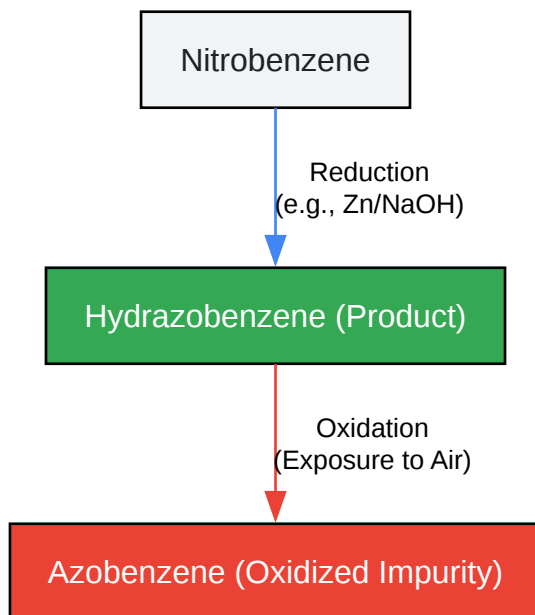 Nitrobenzene
Reduction
(e.g., Zn/NaOH)
Hydrazobenzene (Product)
Oxidation
(Exposure to Air)
Azobenzene (Oxidized Impurity)